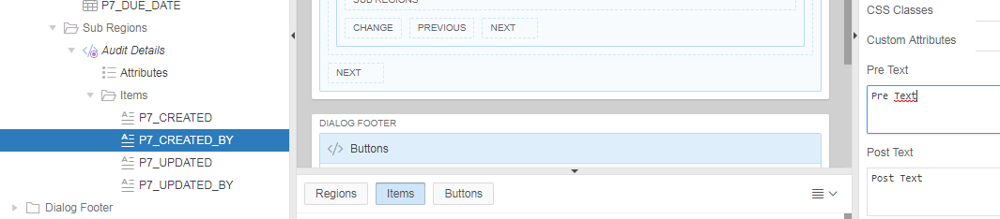 P7_DUE_DATE
Sub Regions
Audit Details
Attributes
Items
P7_CREATED
P7_CREATED_BY
P7_UPDATED
P7_UPDATED_BY
Dialog Footer
SUB REGIONS
CHANGE PREVIOUS NEXT
NEXT
DIALOG FOOTER
Buttons
Regions Items Buttons
CSS Classes
Custom Attributes
Pre Text
Pre Text
Post Text
Post Text